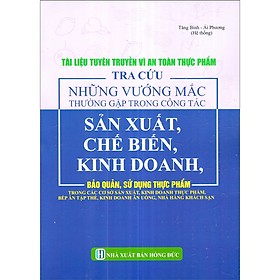 Tăng Bình - Ái Phương
(Hệ thống)
TÀI LIỆU TUYÊN TRUYỀN VÌ AN TOÀN THỰC PHẨM
TRA CỨU
NHỮNG VƯỚNG MẮC
THƯỜNG GẶP TRONG CÔNG TÁC
SẢN XUẤT,
CHẾ BIẾN,
KINH DOANH,
BẢO QUẢN, SỬ DỤNG THỰC PHẨM
TRONG CÁC CƠ SỞ SẢN XUẤT, KINH DOANH THỰC PHẨM,
BẾP ĂN TẬP THỂ, KINH DOANH ĂN UỐNG, NHÀ HÀNG KHÁCH SẠN
NHÀ XUẤT BẢN HỒNG ĐỨC